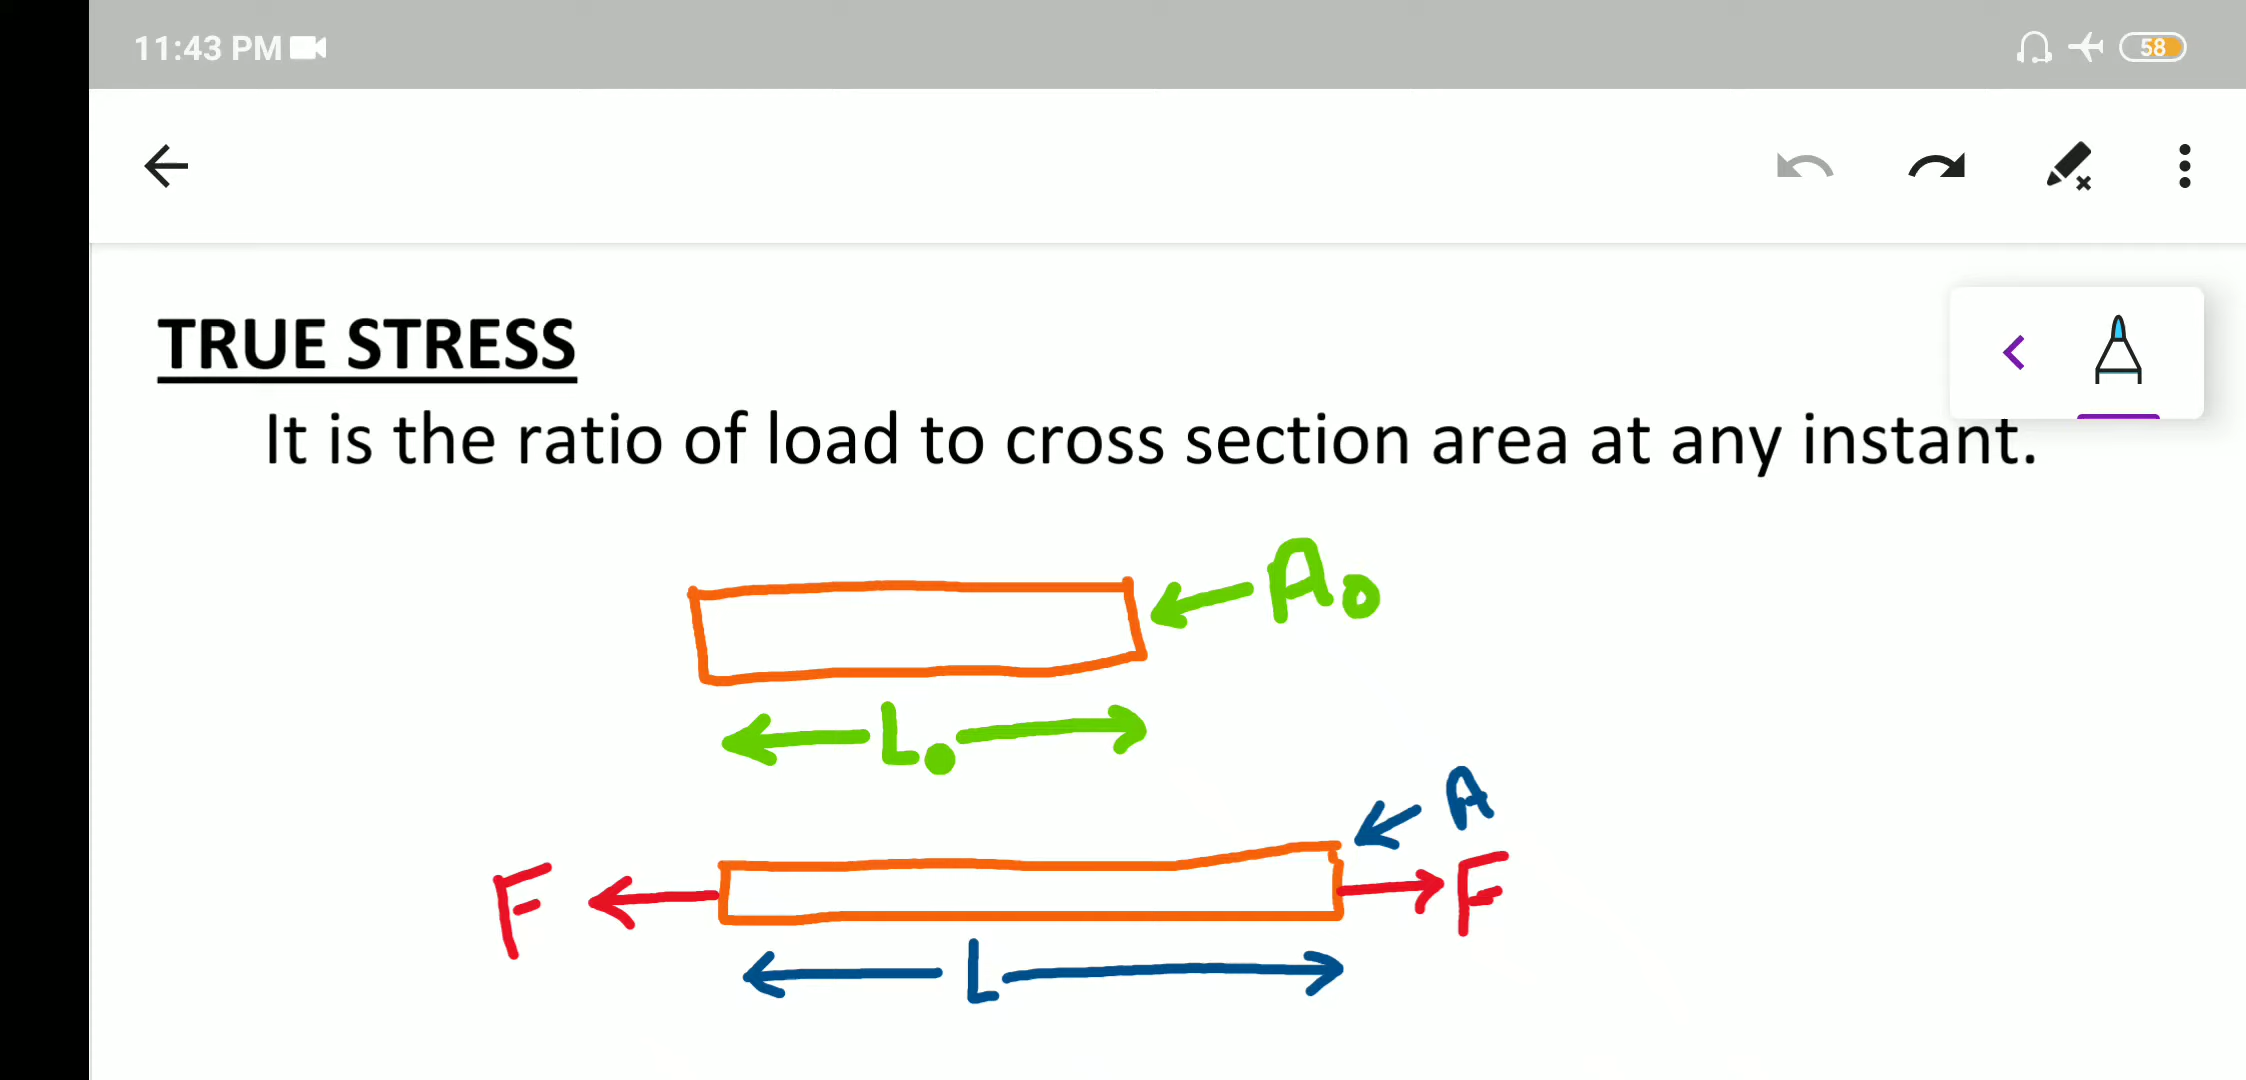 11:43 PM
58
TRUE STRESS
It is the ratio of load to cross section area at any instant.
A₀
L₀
A
F F
L